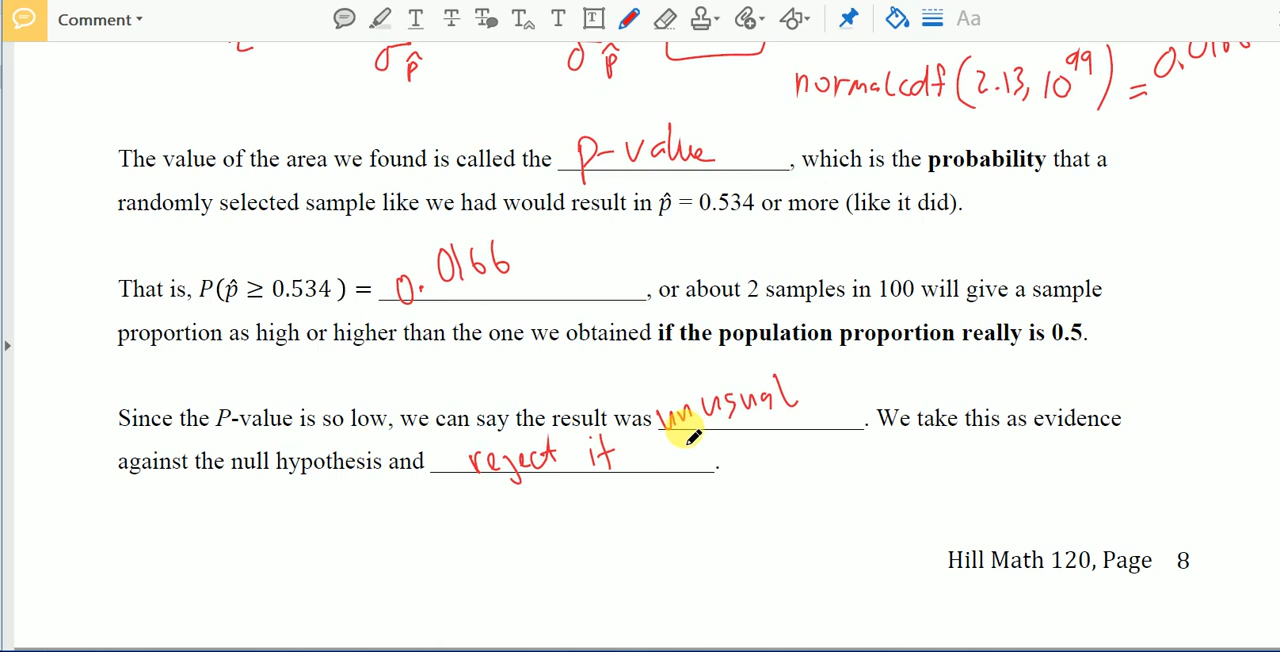 Comment
Aa
σp̂ σp̂
normalcdf (2.13, 10^99) =
The value of the area we found is called the p-value, which is the probability that a
randomly selected sample like we had would result in p̂ = 0.534 or more (like it did).
That is, P(p̂ ≥ 0.534 ) = 0.0166, or about 2 samples in 100 will give a sample
proportion as high or higher than the one we obtained if the population proportion really is 0.5.
Since the P-value is so low, we can say the result was unusual. We take this as evidence
against the null hypothesis and reject it.
Hill Math 120, Page 8